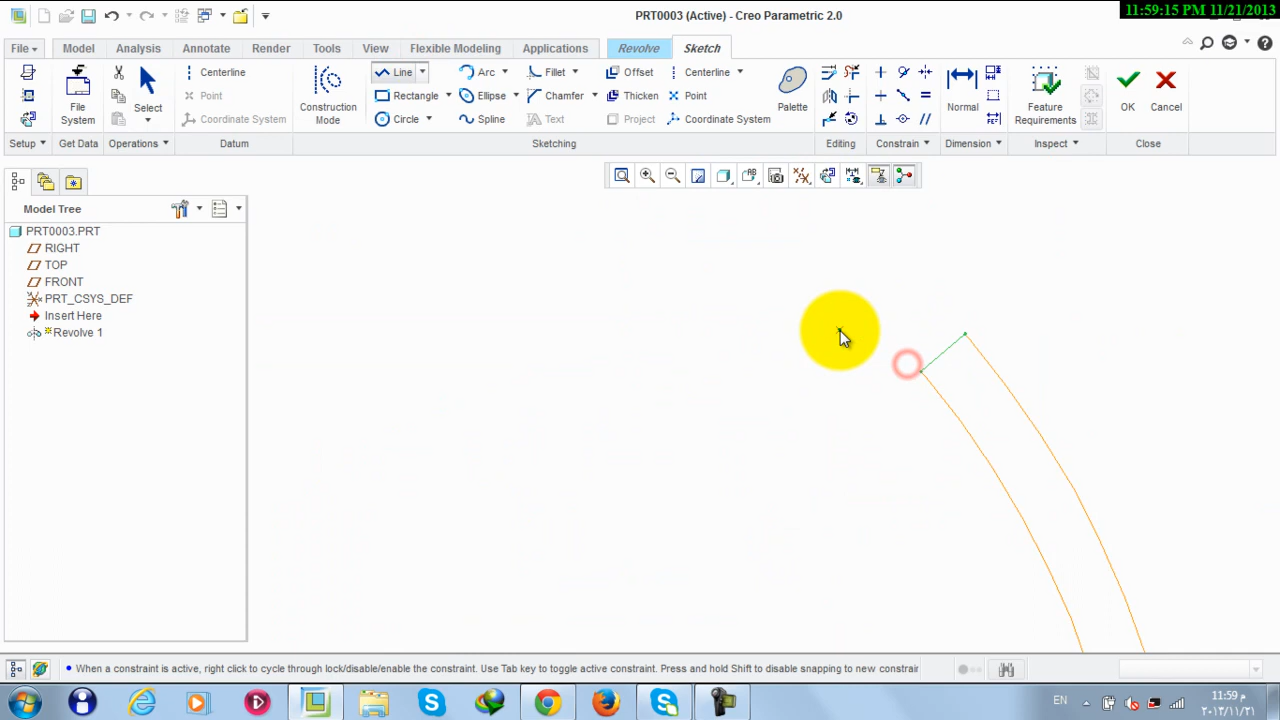 11:59:15 PM 11/21/2013
PRT0003 (Active) - Creo Parametric 2.0
File Model Analysis Annotate Render Tools View Flexible Modeling Applications Revolve Sketch
Centerline Line Arc Fillet Offset Centerline
Point Rectangle Ellipse Chamfer Thicken Point
Coordinate System Circle Spline Text Project Coordinate System
File System Select Construction Mode Palette Normal Feature Requirements OK Cancel
Setup Get Data Operations Datum Sketching Editing Constrain Dimension Inspect Close
Model Tree
PRT0003.PRT
RIGHT
TOP
FRONT
PRT_CSYS_DEF
Insert Here
Revolve 1
When a constraint is active, right click to cycle through lock/disable/enable the constraint. Use Tab key to toggle active constraint. Press and hold Shift to disable snapping to new constrain
EN
11:59 م
٢٠١٣/١١/٢١